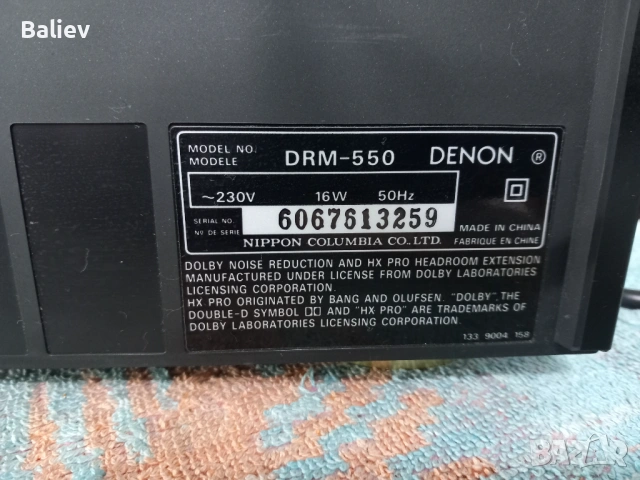 Baliev
MODEL NO.
MODELE
DRM-550
DENON ®
~230V 16W 50Hz
SERIAL NO.
Nº DE SERIE
6067613259
MADE IN CHINA
FABRIQUE EN CHINE
NIPPON COLUMBIA CO., LTD.
DOLBY NOISE REDUCTION AND HX PRO HEADROOM EXTENSION
MANUFACTURED UNDER LICENSE FROM DOLBY LABORATORIES
LICENSING CORPORATION.
HX PRO ORIGINATED BY BANG AND OLUFSEN. "DOLBY", THE
DOUBLE-D SYMBOL AND "HX PRO" ARE TRADEMARKS OF
DOLBY LABORATORIES LICENSING CORPORATION.
133 9004 158
BAZAR